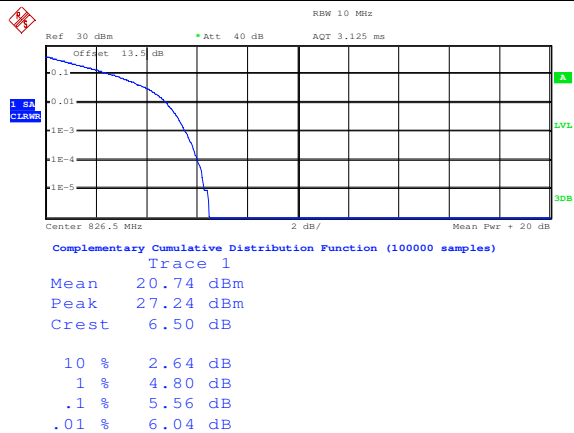 R S
RBW 10 MHz
Ref 30 dBm *Att 40 dB AQT 3.125 ms
Offset 13.5 dB
0.1
A
1 SA
CLRWR
0.01
LVL
1E-3
1E-4
1E-5
3DB
Center 826.5 MHz 2 dB/ Mean Pwr + 20 dB
Complementary Cumulative Distribution Function (100000 samples)
Trace 1
Mean 20.74 dBm
Peak 27.24 dBm
Crest 6.50 dB
10 % 2.64 dB
1 % 4.80 dB
.1 % 5.56 dB
.01 % 6.04 dB